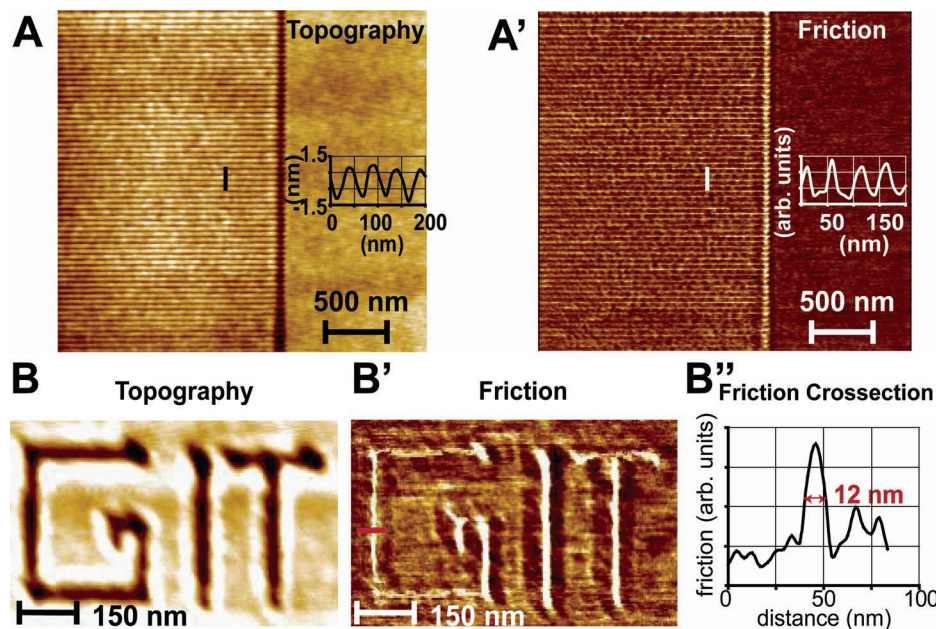 A
Topography
1.5
(nm)
-1.5
0 100 200
(nm)
500 nm
A'
Friction
(arb. units)
50 150
(nm)
500 nm
B
Topography
GIT
150 nm
B'
Friction
GIT
150 nm
B"
Friction Crossection
friction (arb. units)
12 nm
0 50 100
distance (nm)